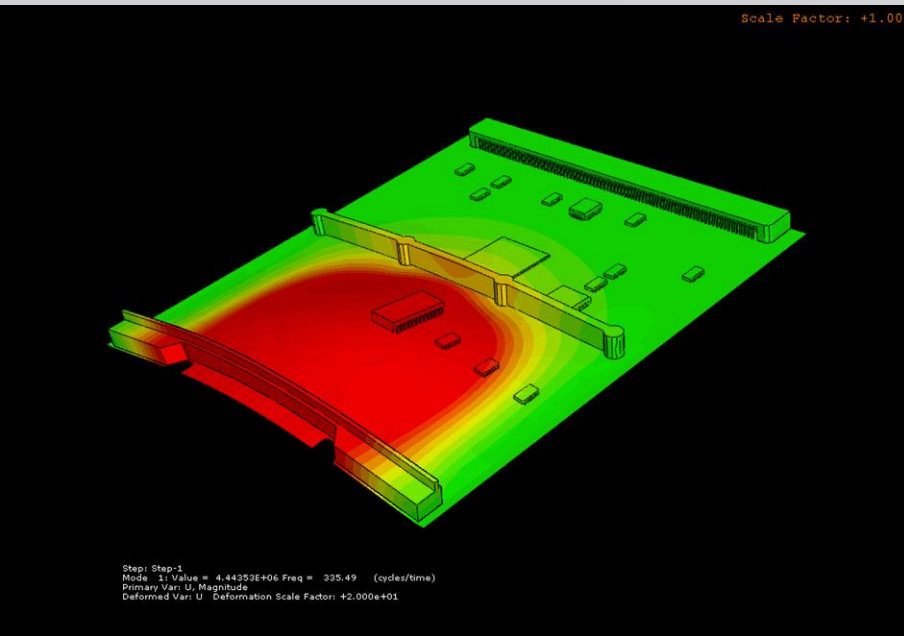 Scale Factor: +1.00
Step: Step-1
Mode 1: Value = 4.44353E+06 Freq = 335.49 (cycles/time)
Primary Var: U, Magnitude
Deformed Var: U Deformation Scale Factor: +2.000e+01